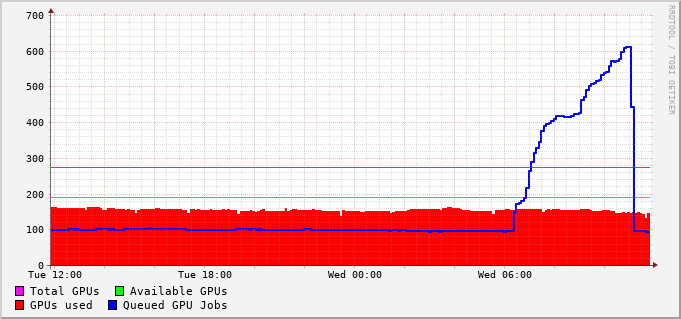 700
600
500
400
300
200
100
0
Tue 12:00 Tue 18:00 Wed 00:00 Wed 06:00
Total GPUs Available GPUs
GPUs used Queued GPU Jobs
RRDTOOL / TOBI OETIKER